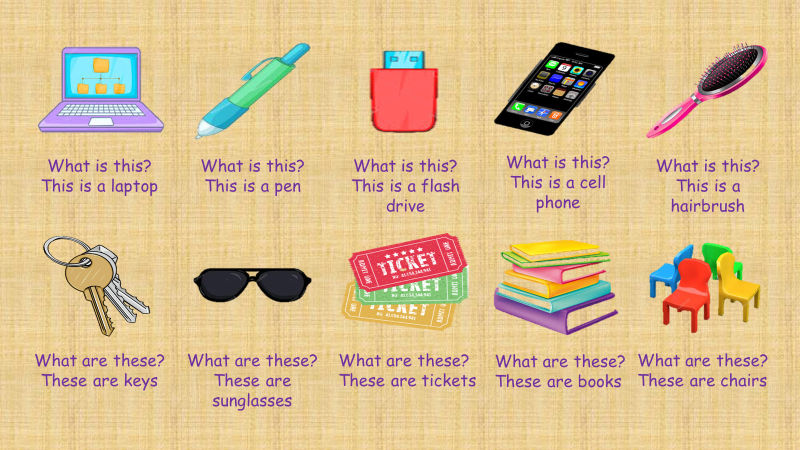 What is this?
This is a laptop
What is this?
This is a pen
What is this?
This is a flash
drive
What is this?
This is a cell
phone
What is this?
This is a
hairbrush
TICKET
TICKET
TICKET
What are these?
These are keys
What are these?
These are
sunglasses
What are these?
These are tickets
What are these?
These are books
What are these?
These are chairs